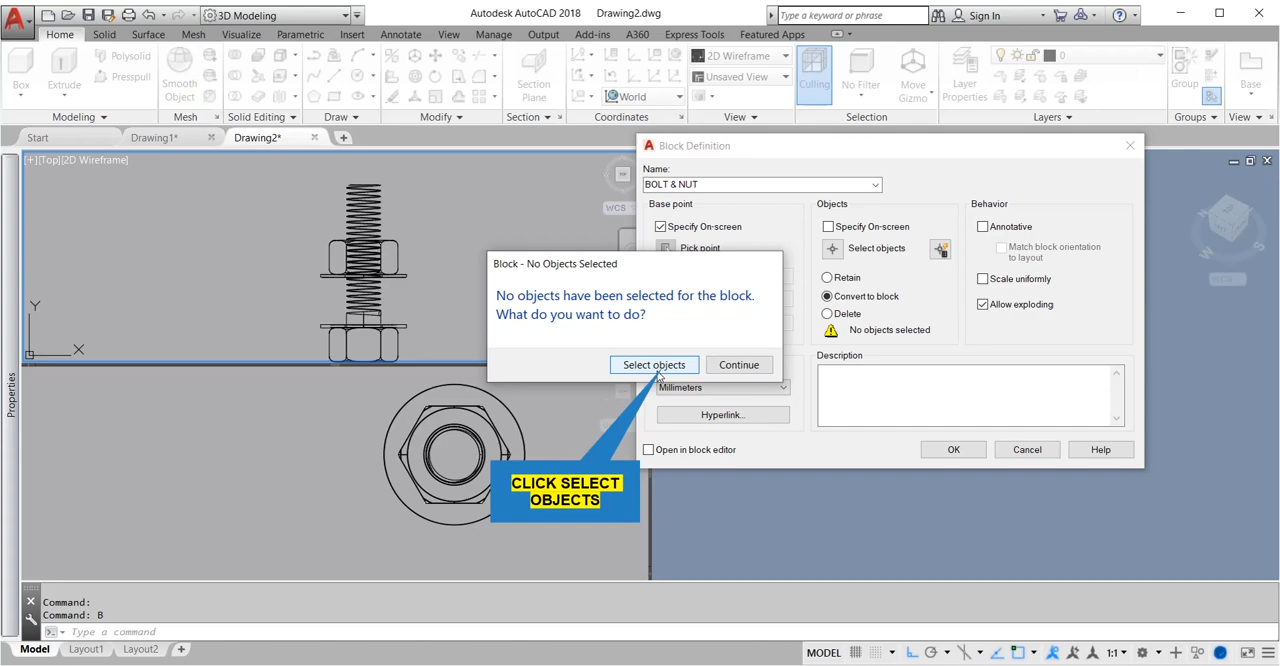 3D Modeling
Autodesk AutoCAD 2018 Drawing2.dwg
Type a keyword or phrase
Sign In
Home Solid Surface Mesh Visualize Parametric Insert Annotate View Manage Output Add-ins A360 Express Tools Featured Apps
Box
Extrude
Polysolid
Presspull
Smooth
Object
Section
Plane
World
2D Wireframe
Unsaved View
Culling
No Filter
Move
Gizmo
Layer
Properties
0
Group
Base
Modeling Mesh Solid Editing Draw Modify Section Coordinates View Selection Layers Groups View
Start Drawing1* Drawing2*
[+][Top][2D Wireframe]
TOP
WCS
Y
X
Properties
Block Definition
Name:
BOLT & NUT
Base point
Specify On-screen
Pick point
Objects
Specify On-screen
Select objects
Retain
Convert to block
Delete
No objects selected
Behavior
Annotative
Match block orientation
to layout
Scale uniformly
Allow exploding
Block - No Objects Selected
No objects have been selected for the block.
What do you want to do?
Select objects Continue
Millimeters
Hyperlink...
Description
Open in block editor
OK Cancel Help
CLICK SELECT
OBJECTS
Command:
Command: B
Type a command
Model Layout1 Layout2
MODEL
1:1